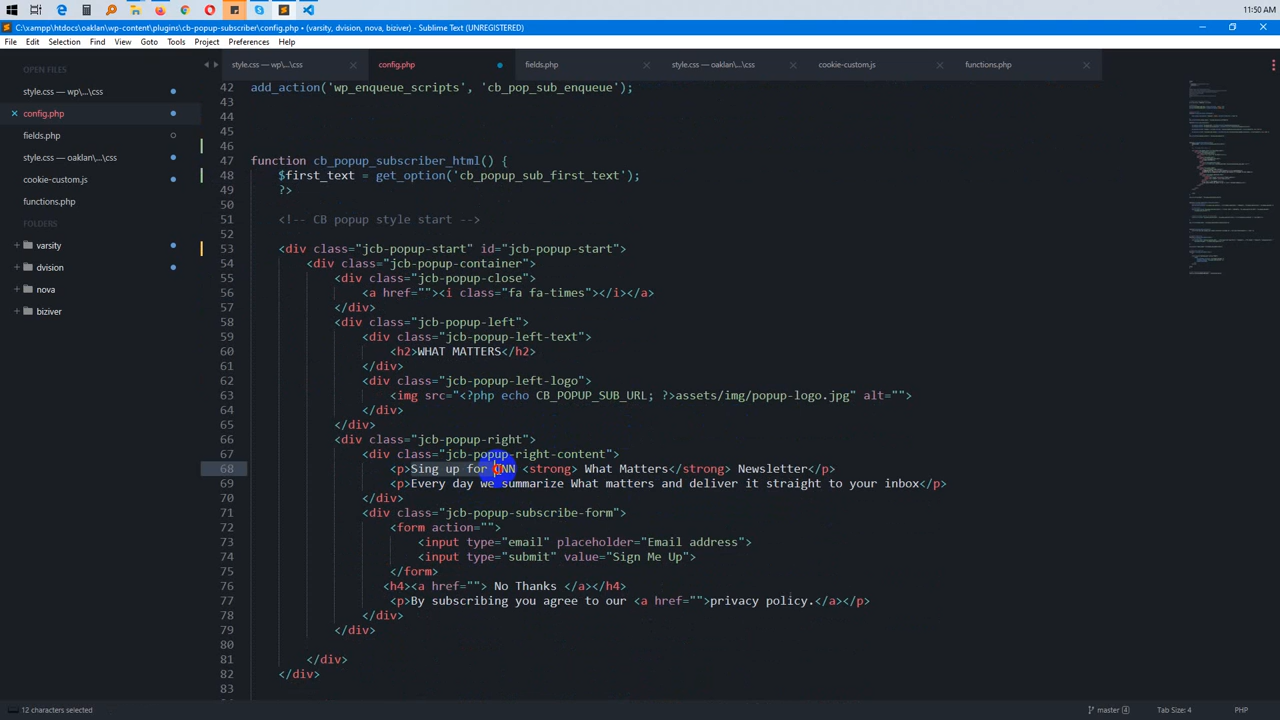 11:50 AM
C:\xampp\htdocs\oaklan\wp-content\plugins\cb-popup-subscriber\config.php • (varsity, dvision, nova, biziver) - Sublime Text (UNREGISTERED)
File Edit Selection Find View Goto Tools Project Preferences Help
OPEN FILES
style.css — wp\...\css
config.php
fields.php
style.css — oaklan\...\css
cookie-custom.js
functions.php
FOLDERS
varsity
dvision
nova
biziver
style.css — wp\...\css config.php fields.php style.css — oaklan\...\css cookie-custom.js functions.php
42 add_action('wp_enqueue_scripts', 'cb_pop_sub_enqueue');
43
44
45
46
47 function cb_popup_subscriber_html() {
48 $first_text = get_option('cb_popup_sub_first_text');
49 ?>
50
51 <!-- CB popup style start -->
52
53 <div class="jcb-popup-start" id="jcb-popup-start">
54 <div class="jcb-popup-container">
55 <div class="jcb-popup-close">
56 <a href=""><i class="fa fa-times"></i></a>
57 </div>
58 <div class="jcb-popup-left">
59 <div class="jcb-popup-left-text">
60 <h2>WHAT MATTERS</h2>
61 </div>
62 <div class="jcb-popup-left-logo">
63 <img src="<?php echo CB_POPUP_SUB_URL; ?>assets/img/popup-logo.jpg" alt="">
64 </div>
65 </div>
66 <div class="jcb-popup-right">
67 <div class="jcb-popup-right-content">
68 <p>Sing up for CNN <strong> What Matters</strong> Newsletter</p>
69 <p>Every day we summarize What matters and deliver it straight to your inbox</p>
70 </div>
71 <div class="jcb-popup-subscribe-form">
72 <form action="">
73 <input type="email" placeholder="Email address">
74 <input type="submit" value="Sign Me Up">
75 </form>
76 <h4><a href=""> No Thanks </a></h4>
77 <p>By subscribing you agree to our <a href="">privacy policy.</a></p>
78 </div>
79 </div>
80
81 </div>
82 </div>
83
12 characters selected master 4 Tab Size: 4 PHP